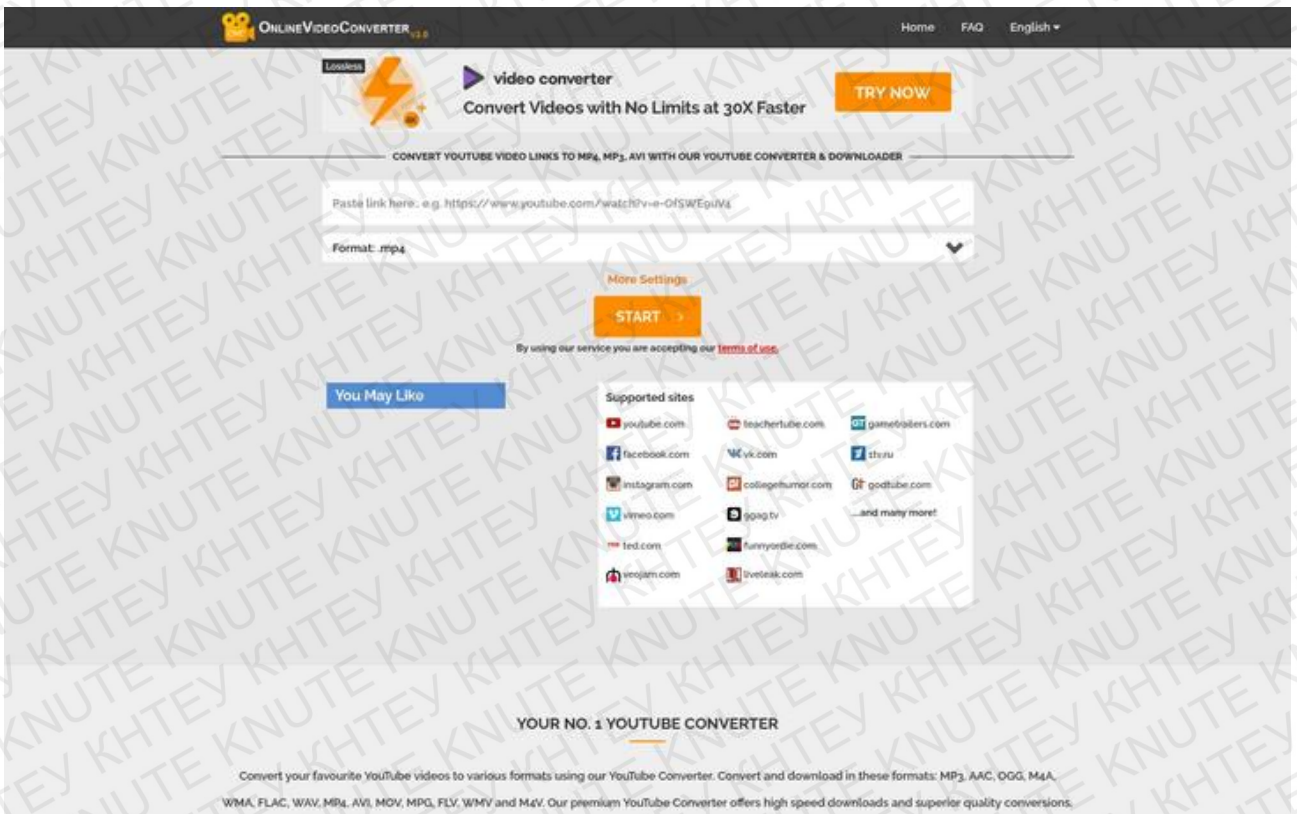 OnlineVideoConverter v3.0
Home FAQ English
Lossless
video converter
Convert Videos with No Limits at 30X Faster
TRY NOW
CONVERT YOUTUBE VIDEO LINKS TO MP4, MP3, AVI WITH OUR YOUTUBE CONVERTER & DOWNLOADER
Paste link here.. e.g. https://www.youtube.com/watch?v=e-OfSWEguV4
Format: .mp4
More Settings
START >
By using our service you are accepting our terms of use.
You May Like
Supported sites
youtube.com teachertube.com gametrailers.com
facebook.com vk.com 1tv.ru
instagram.com collegehumor.com godtube.com
vimeo.com 9gag.tv ...and many more!
ted.com funnyordie.com
veojam.com liveleak.com
YOUR NO. 1 YOUTUBE CONVERTER
Convert your favourite YouTube videos to various formats using our YouTube Converter. Convert and download in these formats: MP3, AAC, OGG, M4A,
WMA, FLAC, WAV, MP4, AVI, MOV, MPG, FLV, WMV and M4V. Our premium YouTube Converter offers high speed downloads and superior quality conversions.
KHTEY KNUTE